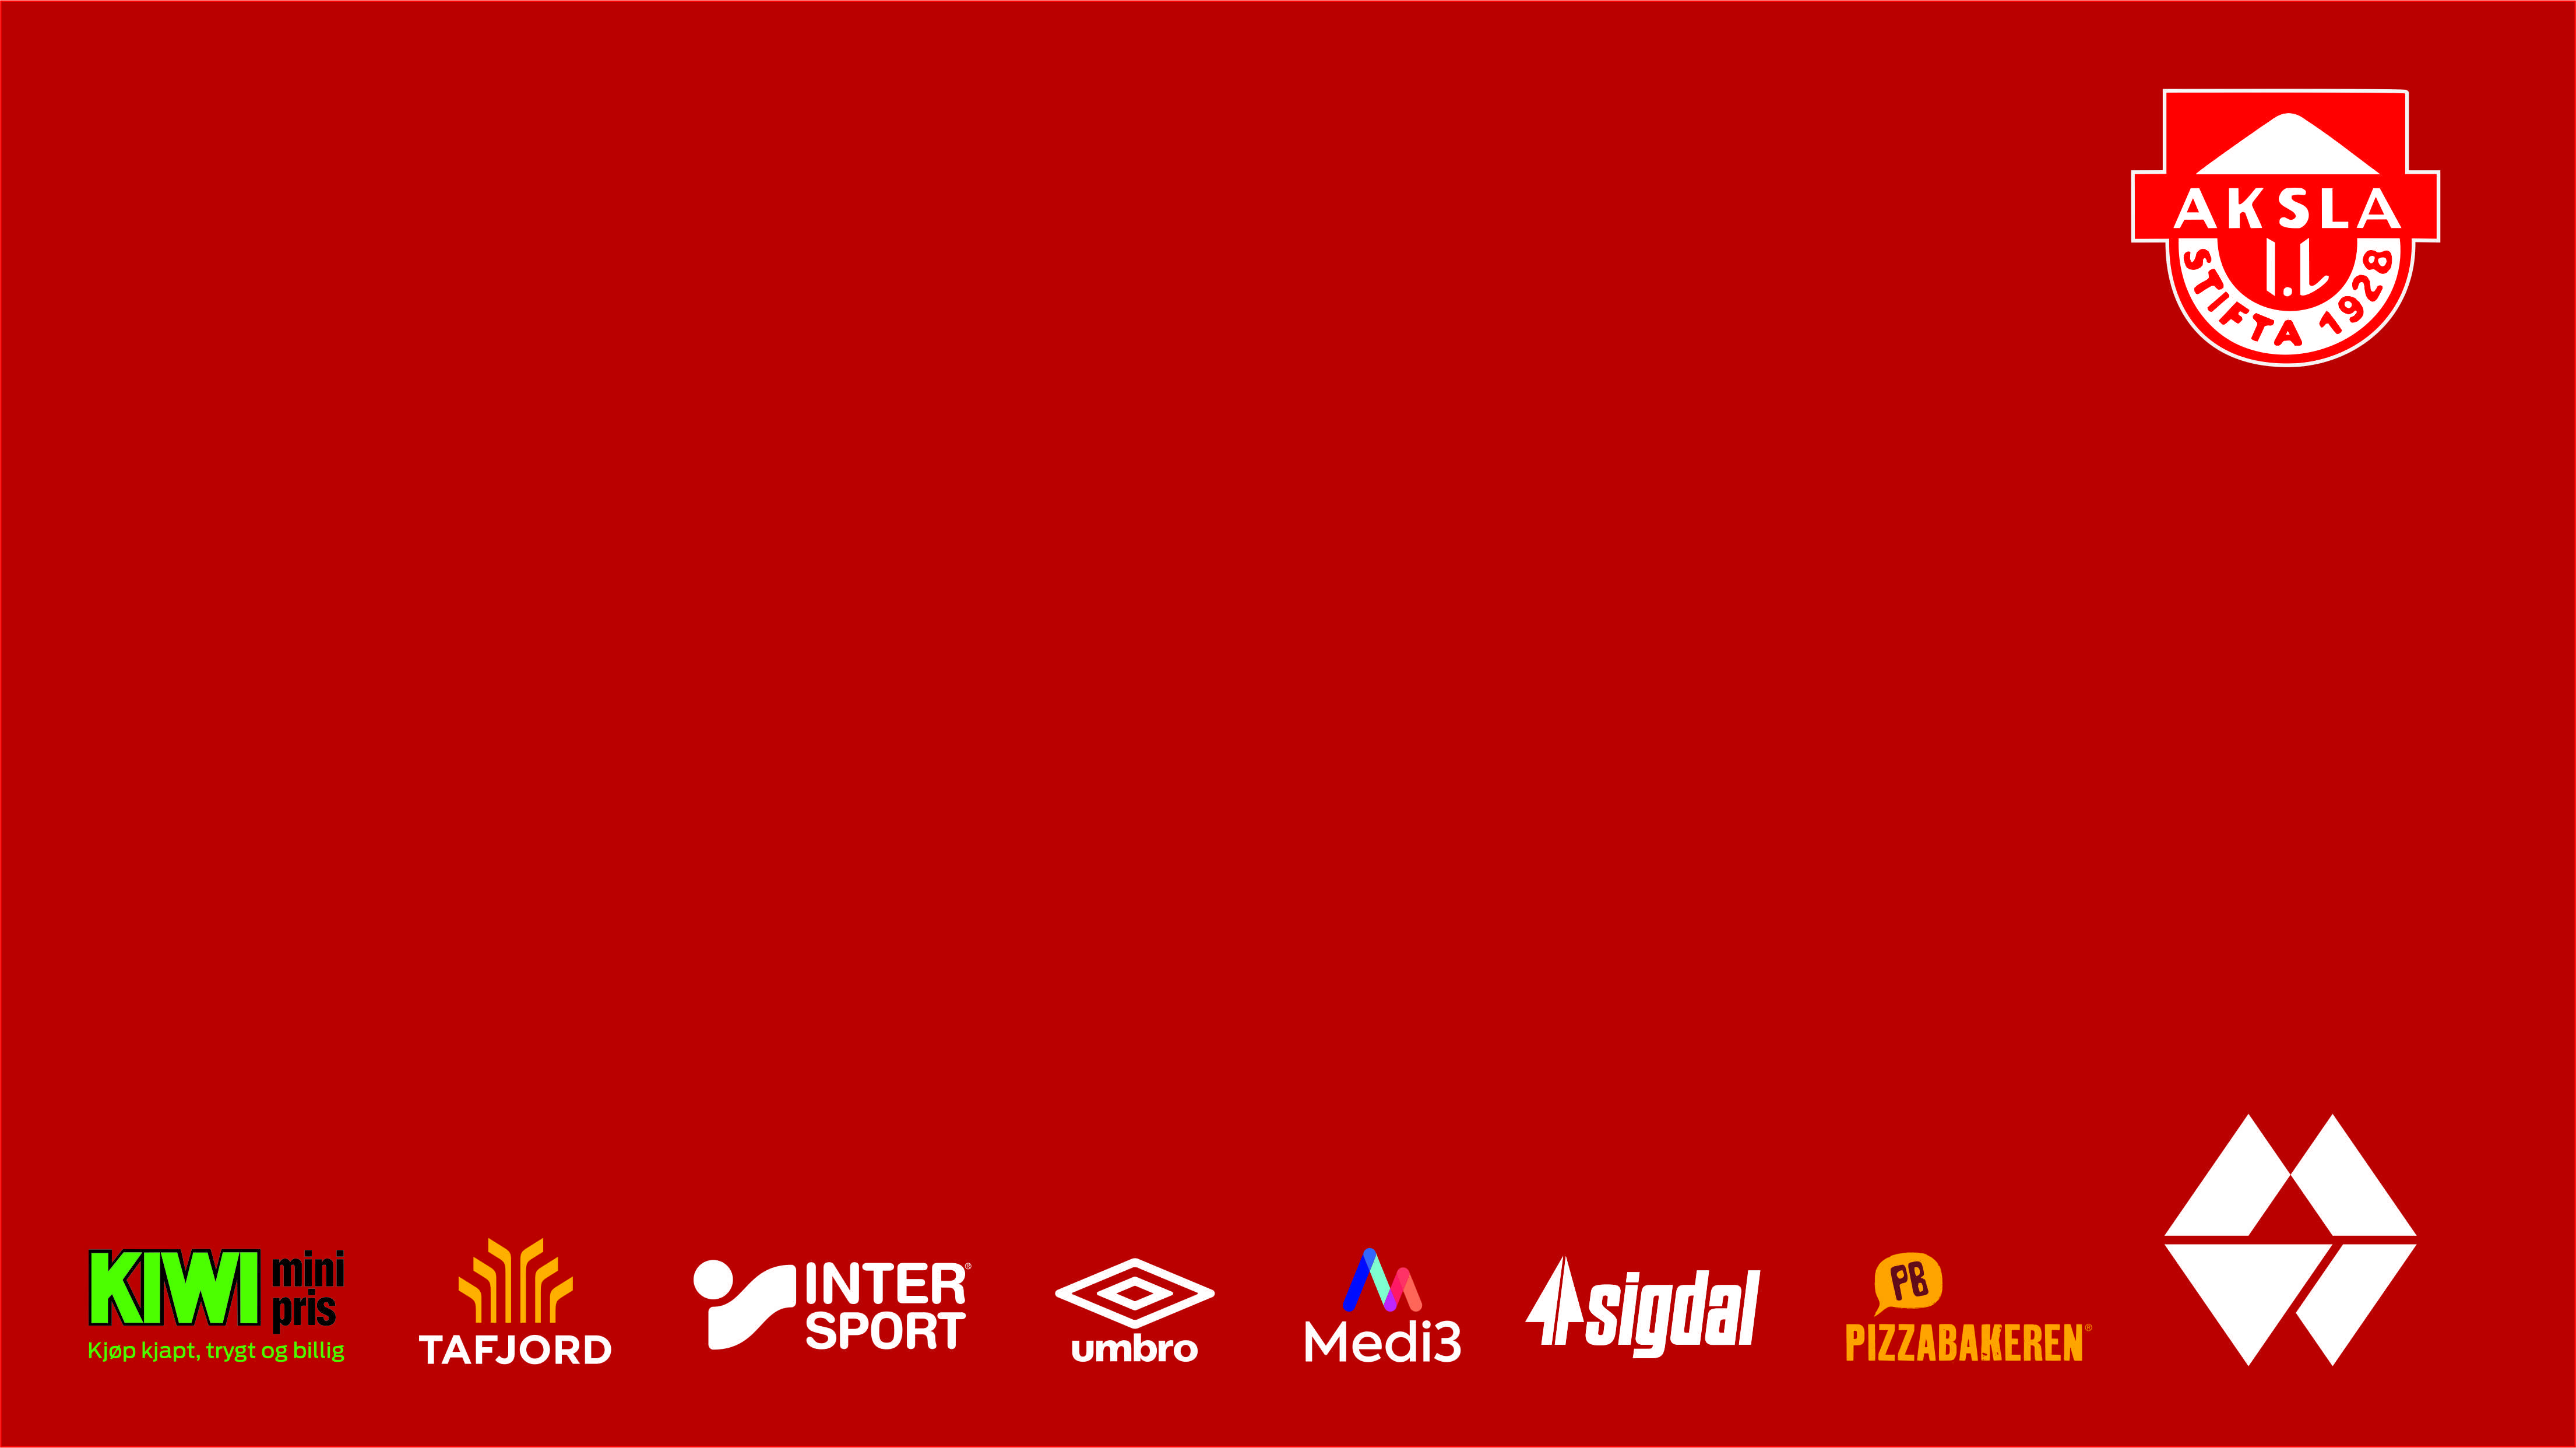 AKSLA
I.L
STIFTA 1928
KIWI mini pris
Kjøp kjapt, trygt og billig
TAFJORD
INTER
SPORT®
umbro
Medi3
sigdal
PB
PIZZABAKEREN®